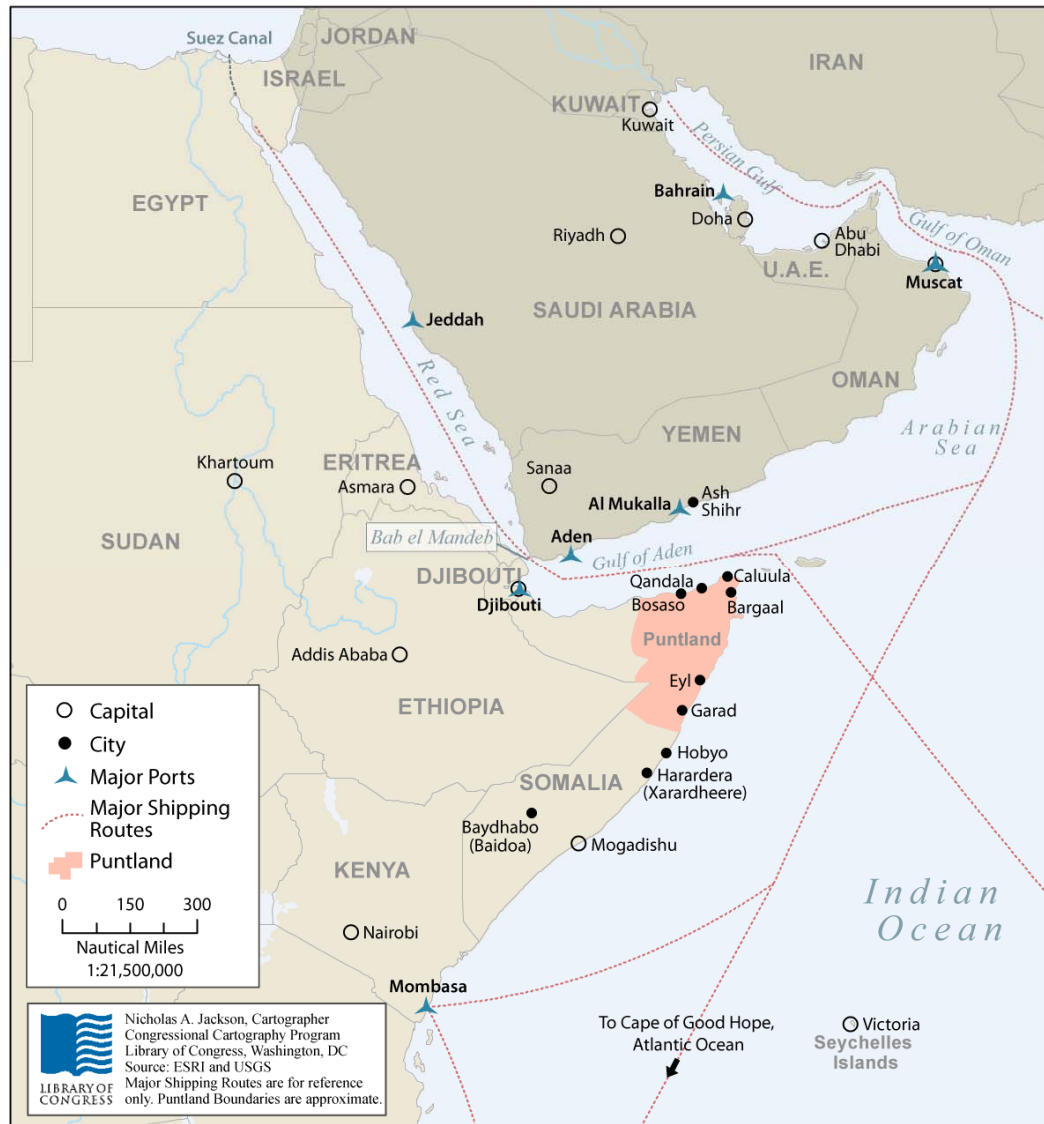 Suez Canal
JORDAN
ISRAEL
IRAN
KUWAIT
Kuwait
Persian Gulf
EGYPT
Bahrain
Doha
Riyadh
Abu
Dhabi
Gulf of Oman
U.A.E.
Muscat
Jeddah
SAUDI ARABIA
Red Sea
OMAN
YEMEN
Arabian
Sea
Khartoum
ERITREA
Asmara
Sanaa
Al Mukalla
Ash
Shihr
SUDAN
Bab el Mandeb
Aden
Gulf of Aden
DJIBOUTI
Djibouti
Qandala
Caluula
Bosaso
Bargaal
Puntland
Addis Ababa
Eyl
ETHIOPIA
Garad
Hobyo
SOMALIA
Harardera
(Xarardheere)
Baydhabo
(Baidoa)
Mogadishu
KENYA
Nairobi
Indian
Ocean
Mombasa
To Cape of Good Hope,
Atlantic Ocean
Victoria
Seychelles
Islands
Capital
City
Major Ports
Major Shipping
Routes
Puntland
0 150 300
Nautical Miles
1:21,500,000
LIBRARY OF
CONGRESS
Nicholas A. Jackson, Cartographer
Congressional Cartography Program
Library of Congress, Washington, DC
Source: ESRI and USGS
Major Shipping Routes are for reference
only. Puntland Boundaries are approximate.